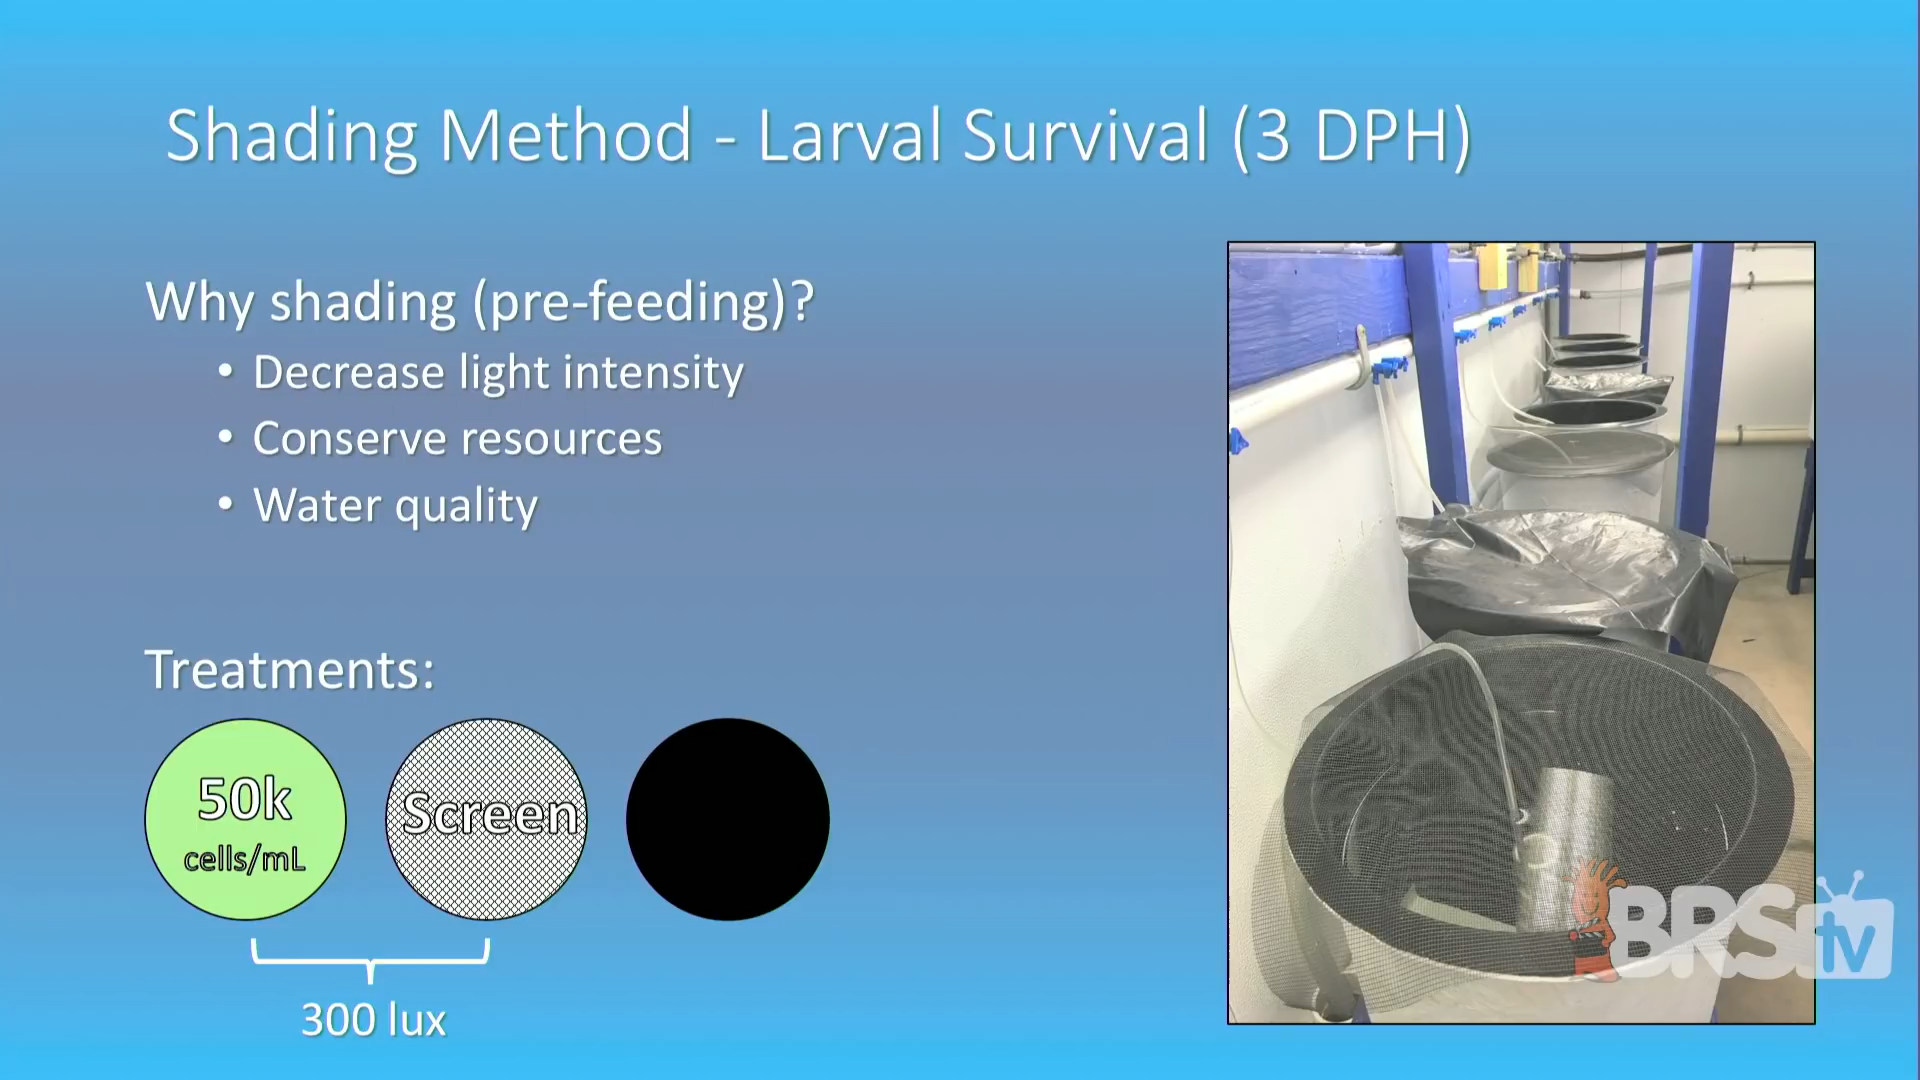 Shading Method - Larval Survival (3 DPH)
Why shading (pre-feeding)?
• Decrease light intensity
• Conserve resources
• Water quality
Treatments:
50k
cells/mL
Screen
300 lux
BRStv